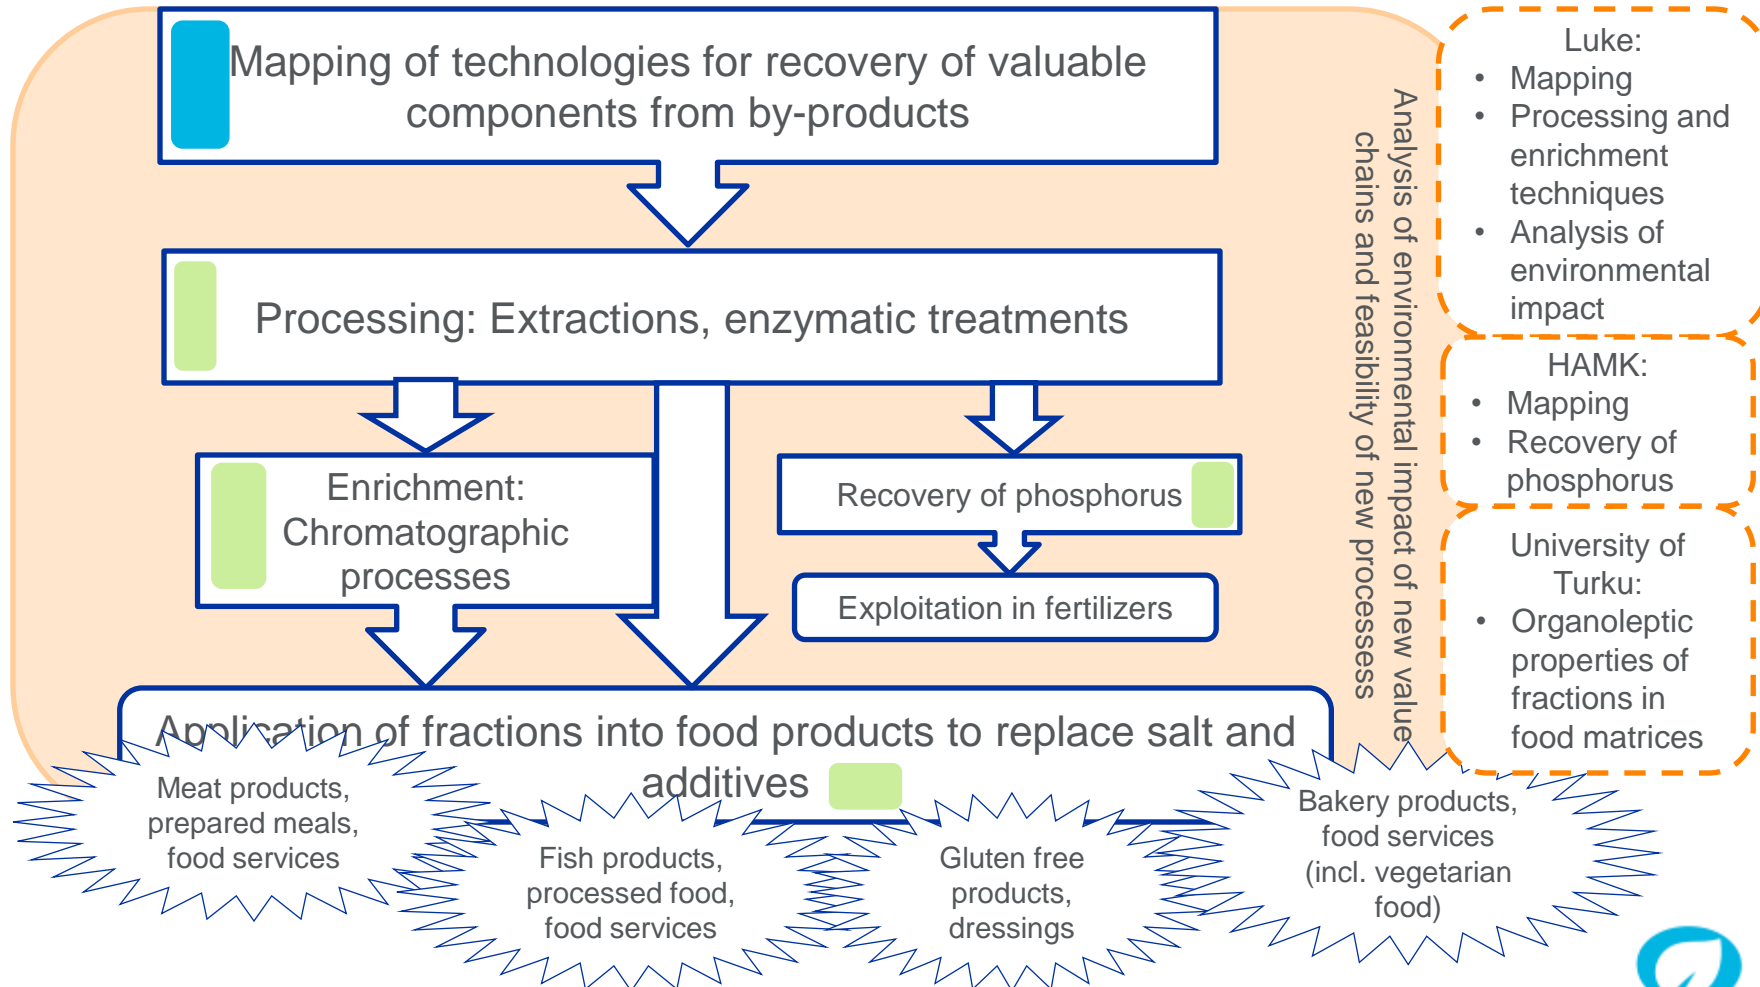 Mapping of technologies for recovery of valuable
components from by-products
Processing: Extractions, enzymatic treatments
Enrichment:
Chromatographic
processes
Recovery of phosphorus
Exploitation in fertilizers
Application of fractions into food products to replace salt and
additives
Meat products,
prepared meals,
food services
Fish products,
processed food,
food services
Gluten free
products,
dressings
Bakery products,
food services
(incl. vegetarian
food)
Analysis of environmental impact of new value
chains and feasibility of new processess
Luke:
• Mapping
• Processing and
enrichment
techniques
• Analysis of
environmental
impact
HAMK:
• Mapping
• Recovery of
phosphorus
University of
Turku:
• Organoleptic
properties of
fractions in
food matrices